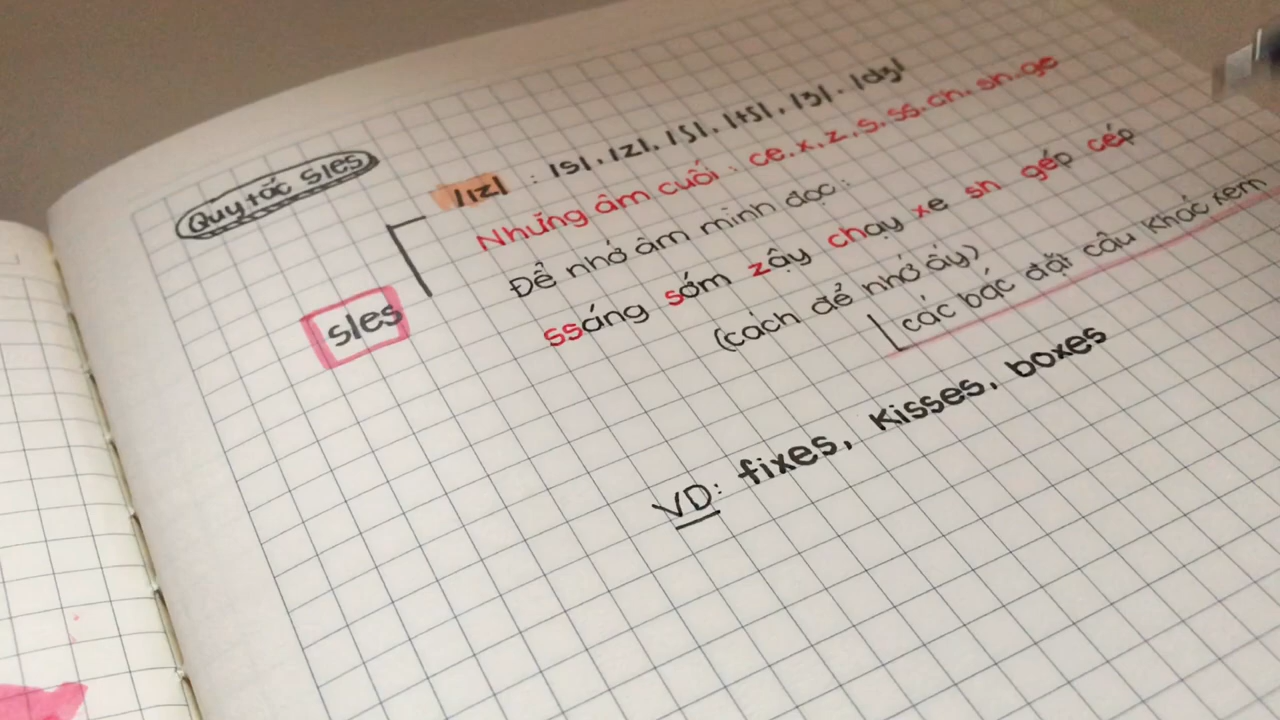 Quy tắc s/es
/ɪz/ : /s/. /z/. /ʃ/. /tʃ/. /ʒ/. /dʒ/
Những âm cuối : ce. x. z. s. ss. ch. sh. ge
Để nhớ âm mình đọc :
s/es
ssáng sớm zậy chạy xe sh gép cép
(cách để nhớ ấy)
các bạc đặt câu khác xem
VD: fixes, kisses, boxes